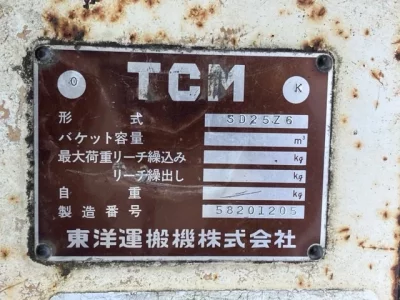 O TCM K
形式 SD25Z6
バケット容量 m³
最大荷重リーチ繰込み kg
リーチ繰出し kg
自重 kg
製造番号 58201205
東洋運搬機株式会社